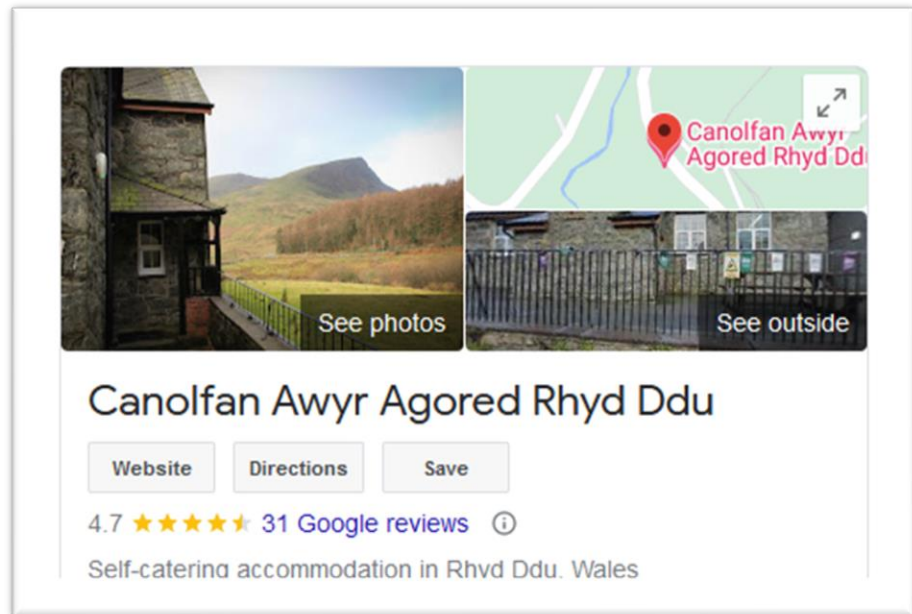 Canolfan Awyr
Agored Rhyd Ddu
See photos
See outside
Canolfan Awyr Agored Rhyd Ddu
Website
Directions
Save
4.7
31 Google reviews
Self-catering accommodation in Rhyd Ddu, Wales